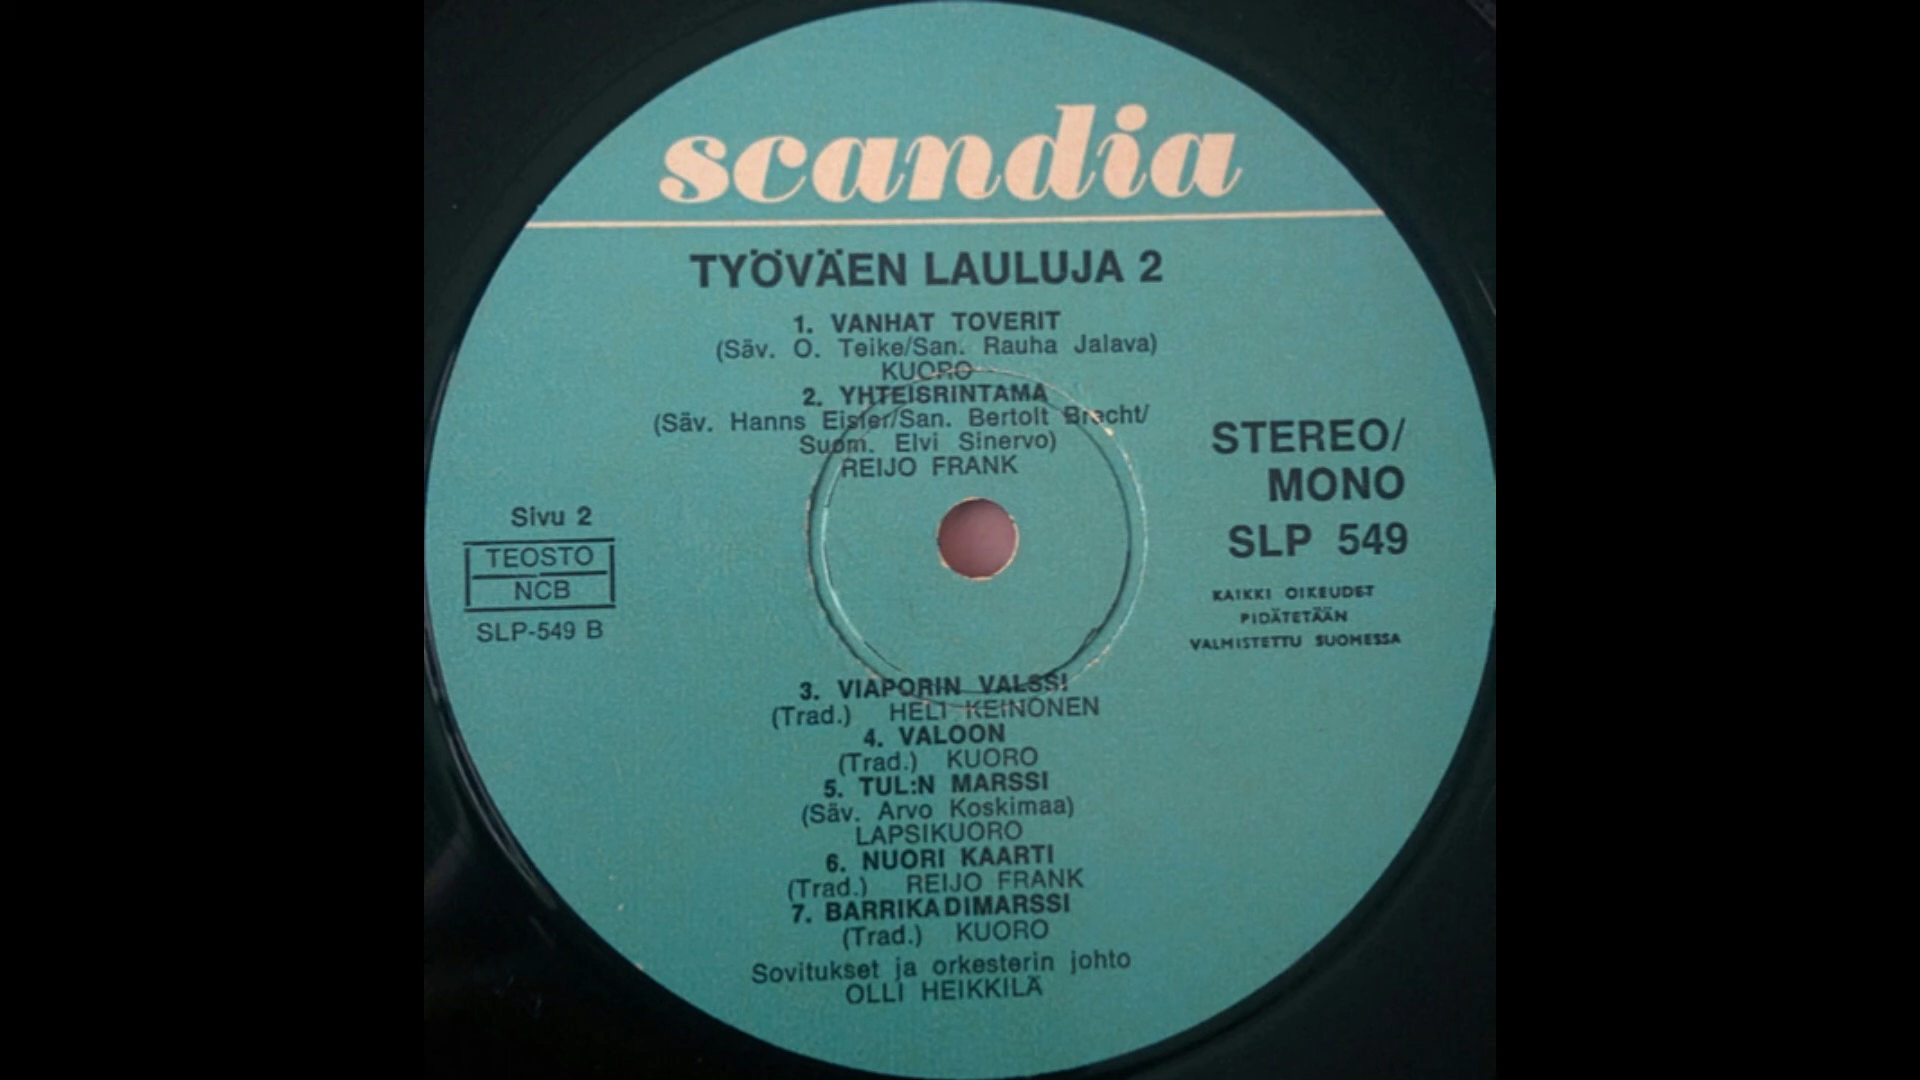 scandia
TYÖVÄEN LAULUJA 2
1. VANHAT TOVERIT
(Säv. O. Teike/San. Rauha Jalava)
KUORO
2. YHTEISRINTAMA
(Säv. Hanns Eisler/San. Bertolt Brecht/
Suom. Elvi Sinervo)
REIJO FRANK
STEREO/
MONO
SLP 549
KAIKKI OIKEUDET
PIDÄTETÄÄN
VALMISTETTU SUOMESSA
Sivu 2
TEOSTO
NCB
SLP-549 B
3. VIAPORIN VALSSI
(Trad.) HELI KEINONEN
4. VALOON
(Trad.) KUORO
5. TUL:N MARSSI
(Säv. Arvo Koskimaa)
LAPSIKUORO
6. NUORI KAARTI
(Trad.) REIJO FRANK
7. BARRIKADIMARSSI
(Trad.) KUORO
Sovitukset ja orkesterin johto
OLLI HEIKKILÄ